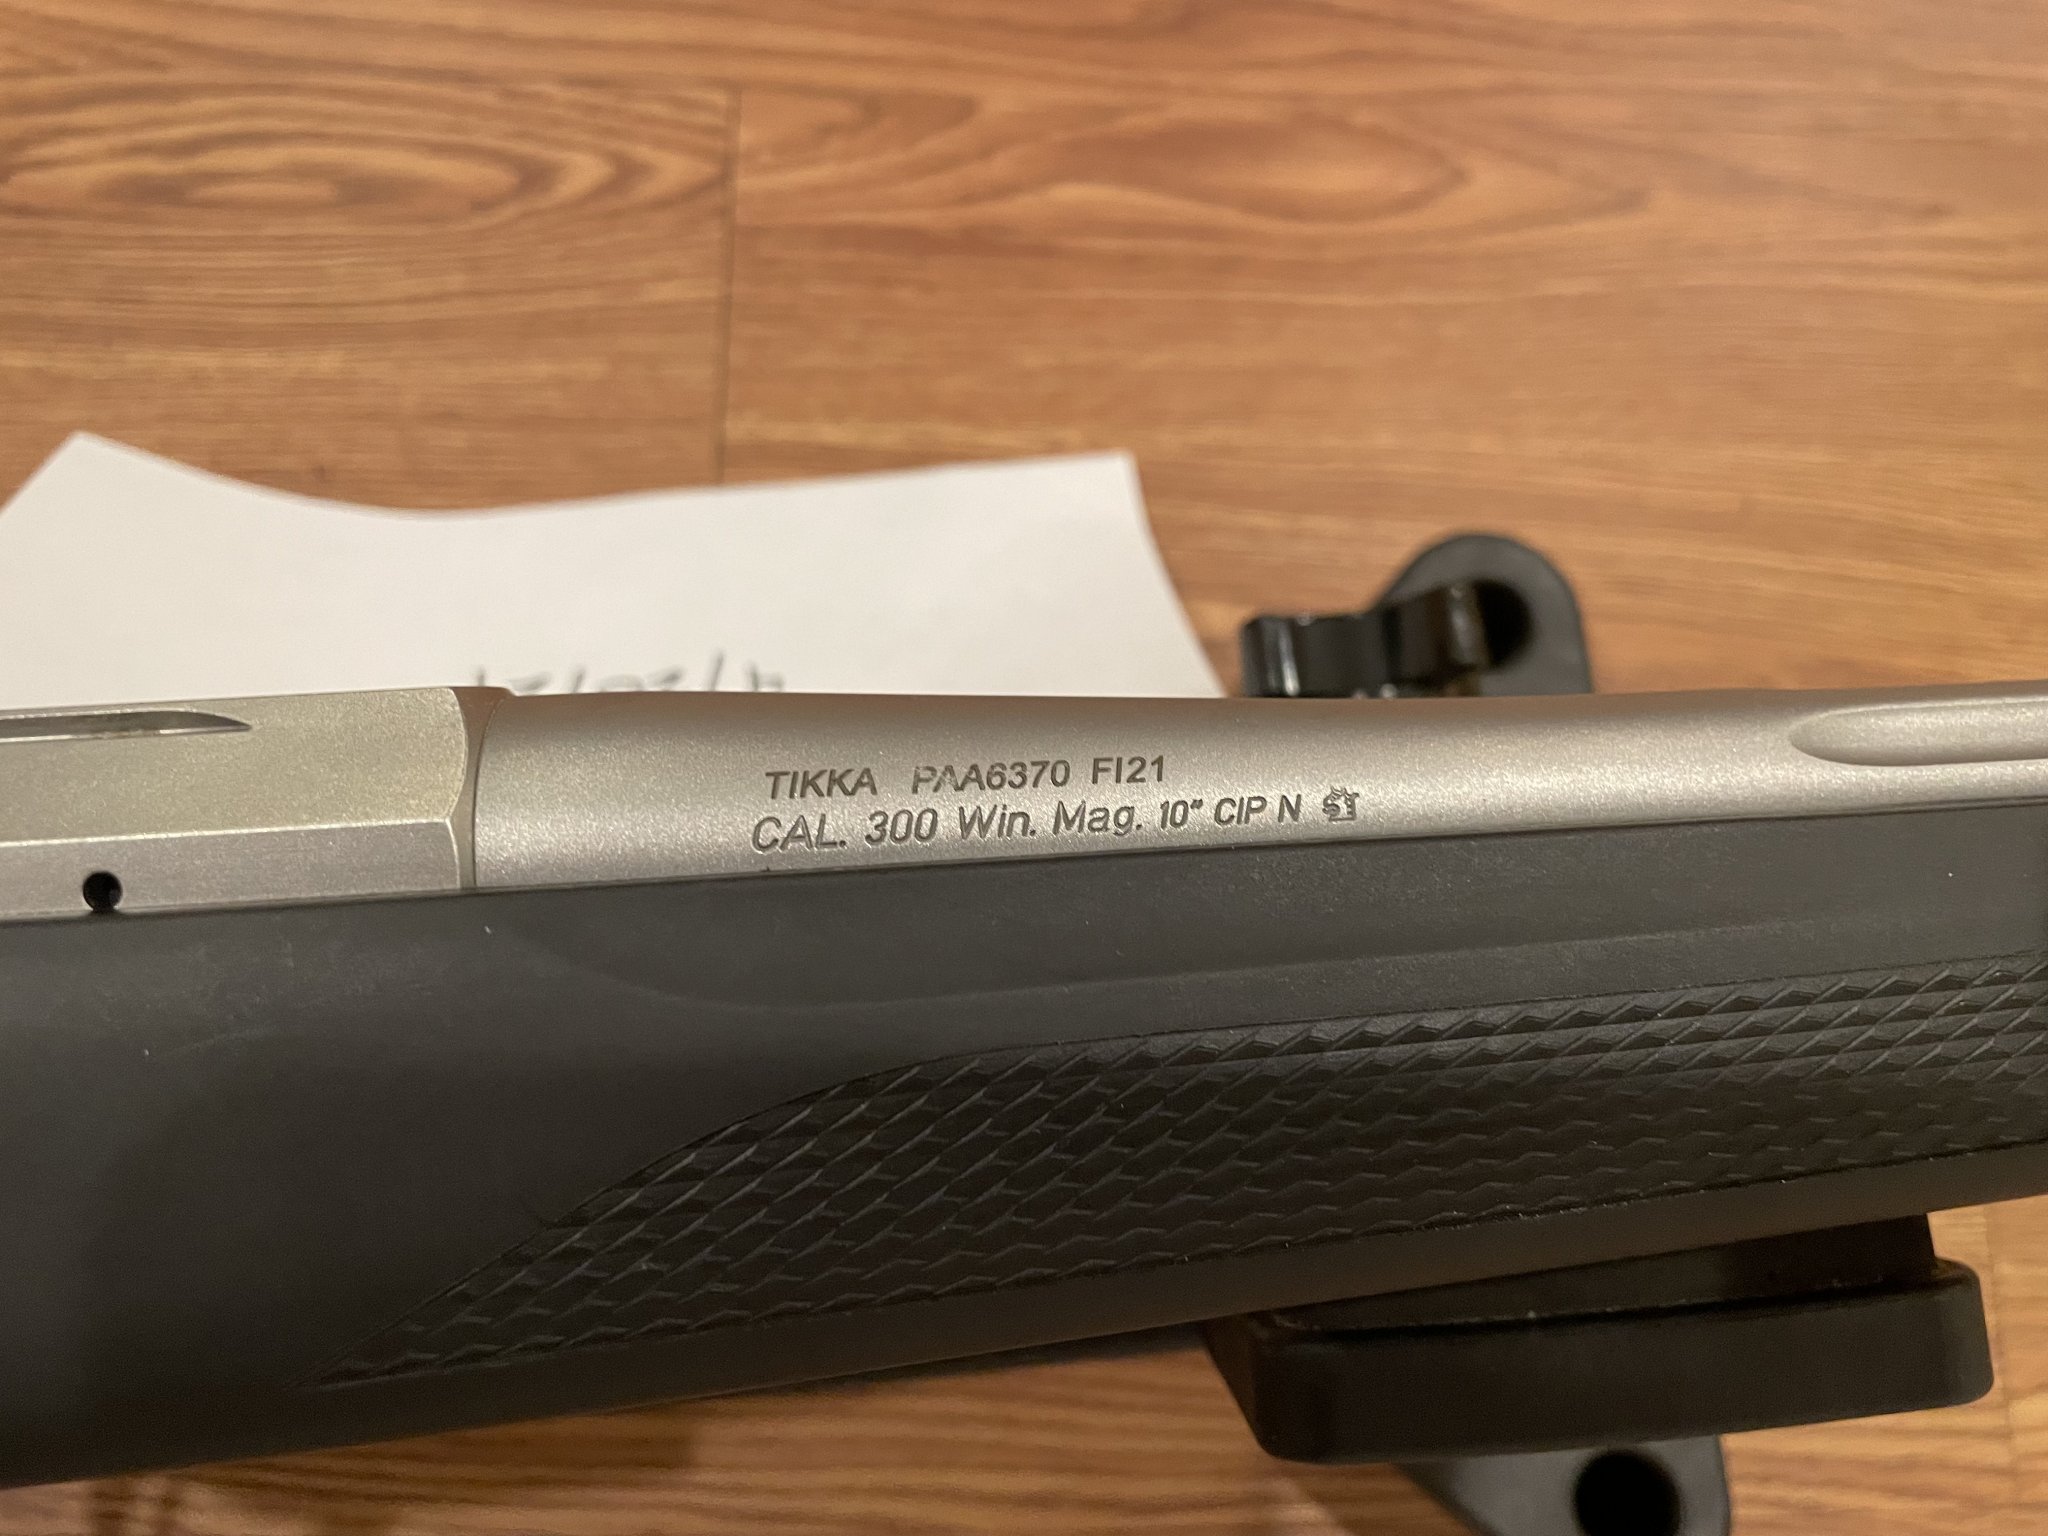 TIKKA PAA6370 FI21
CAL. 300 Win. Mag. 10" CIP N